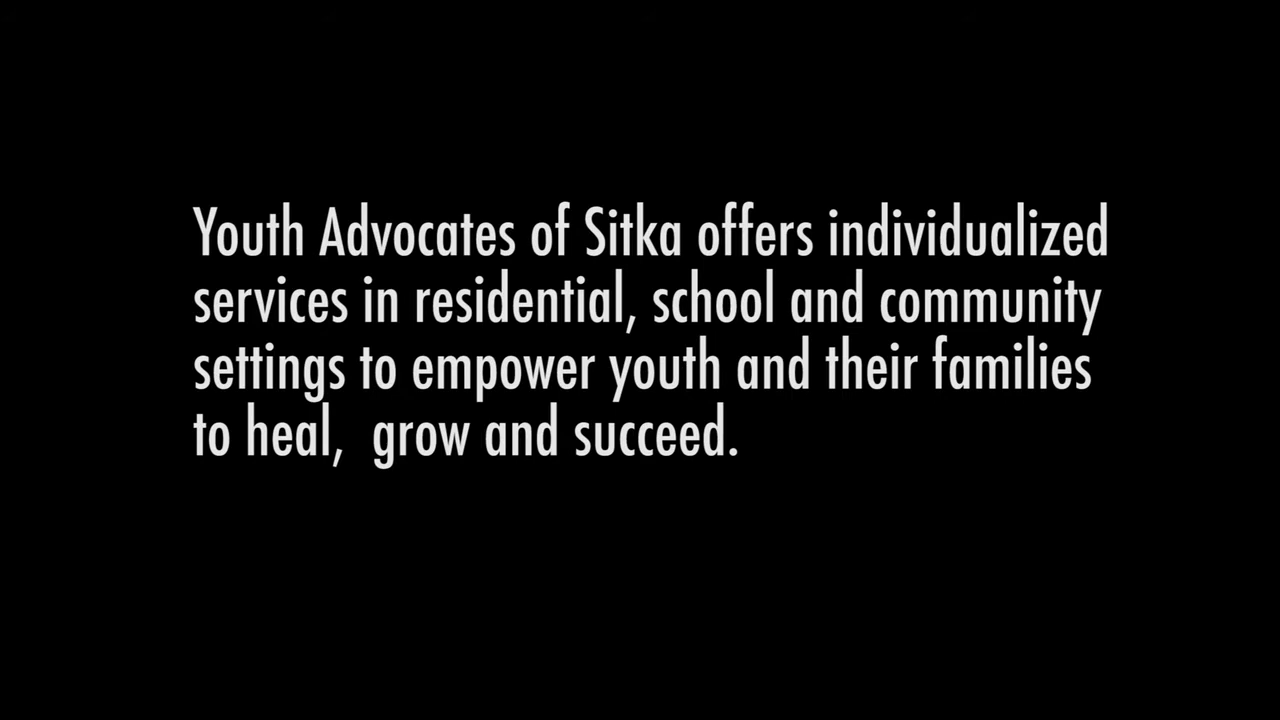 Youth Advocates of Sitka offers individualized
services in residential, school and community
settings to empower youth and their families
to heal,  grow and succeed.